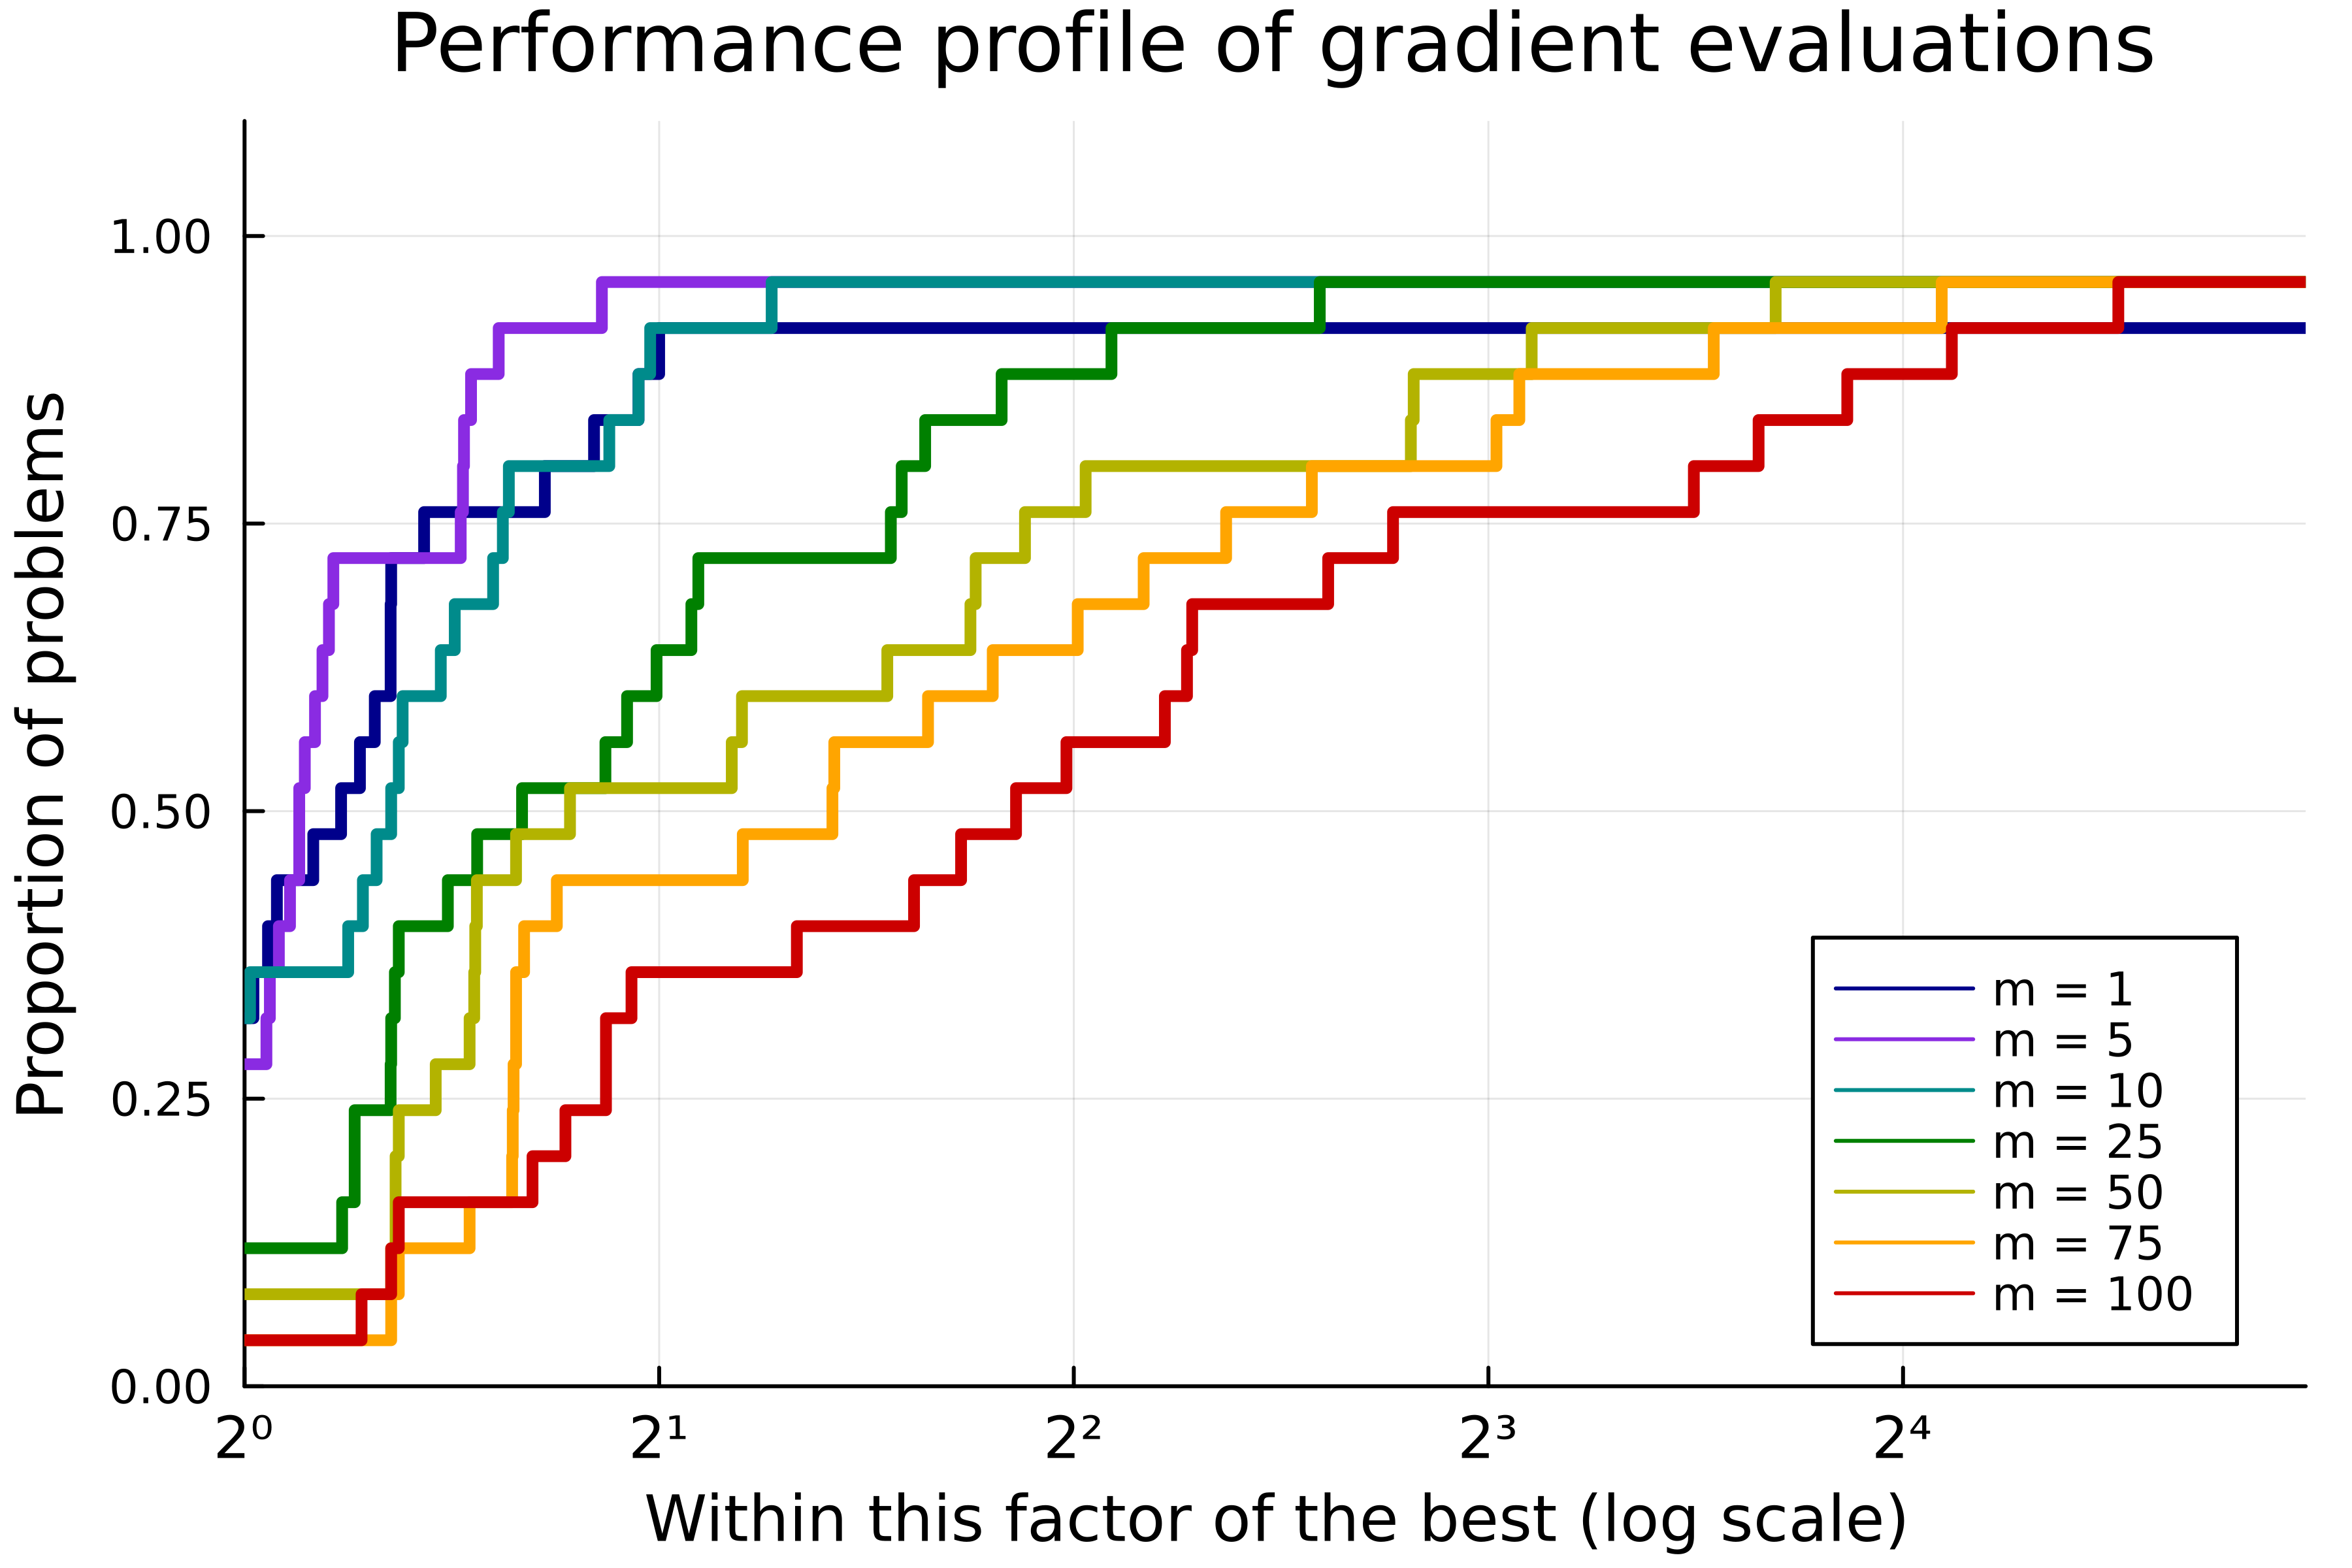 Performance profile of gradient evaluations
Proportion of problems
1.00
0.75
0.50
0.25
0.00
2⁰ 2¹ 2² 2³ 2⁴
Within this factor of the best (log scale)
m = 1
m = 5
m = 10
m = 25
m = 50
m = 75
m = 100